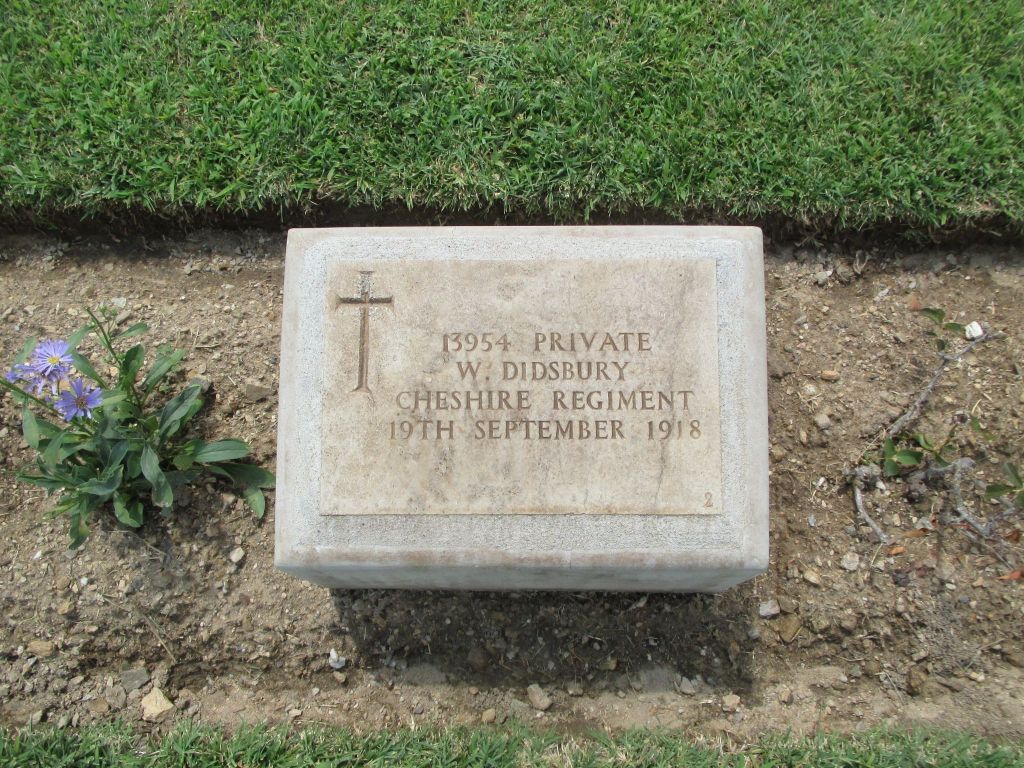 13954 PRIVATE
W. DIDSBURY
CHESHIRE REGIMENT
19TH SEPTEMBER 1918
2